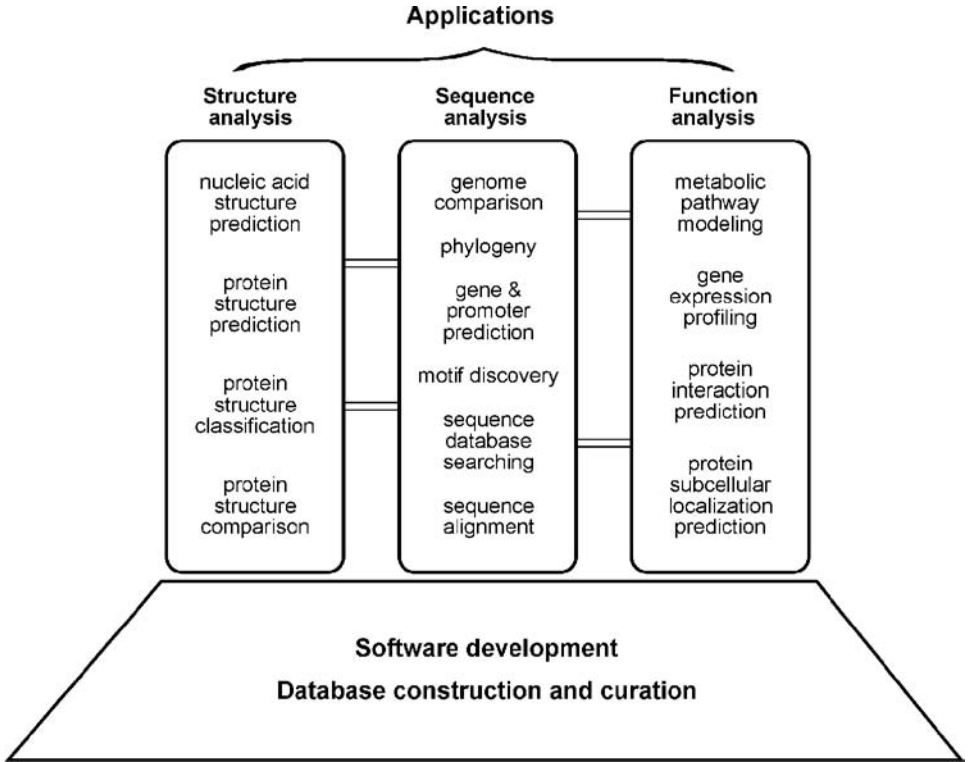 Applications
Structure
analysis
Sequence
analysis
Function
analysis
nucleic acid
structure
prediction
protein
structure
prediction
protein
structure
classification
protein
structure
comparison
genome
comparison
phylogeny
gene &
promoter
prediction
motif discovery
sequence
database
searching
sequence
alignment
metabolic
pathway
modeling
gene
expression
profiling
protein
interaction
prediction
protein
subcellular
localization
prediction
Software development
Database construction and curation